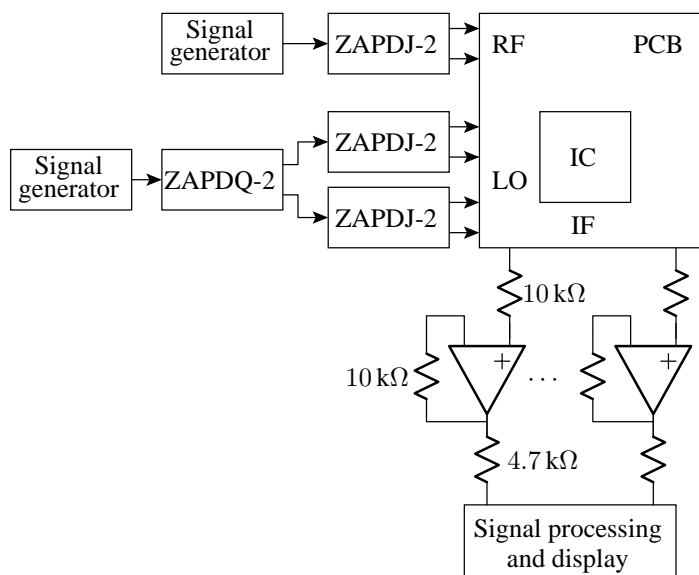 Signal
generator
ZAPDJ-2
RF
PCB
Signal
generator
ZAPDQ-2
ZAPDJ-2
ZAPDJ-2
LO
IC
IF
10 kΩ
10 kΩ
+
...
+
4.7 kΩ
Signal processing
and display